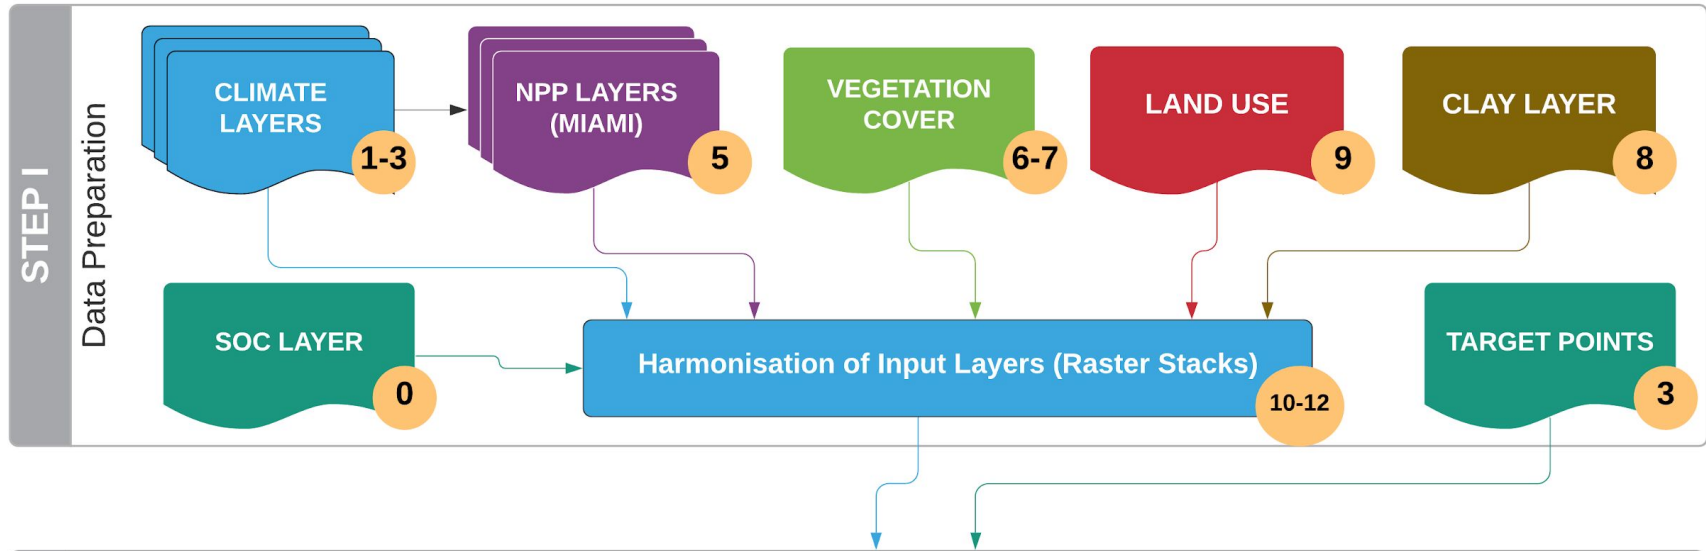 STEP I
Data Preparation
CLIMATE
LAYERS
1-3
NPP LAYERS
(MIAMI)
5
VEGETATION
COVER
6-7
LAND USE
9
CLAY LAYER
8
SOC LAYER
0
Harmonisation of Input Layers (Raster Stacks)
10-12
TARGET POINTS
3